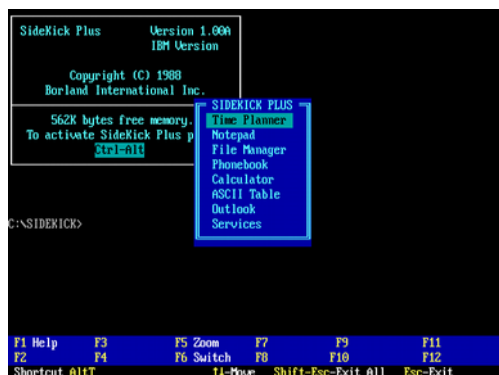 SideKick Plus Version 1.00A
IBM Version
Copyright (C) 1988
Borland International Inc.
562K bytes free memory.
To activate SideKick Plus p
Ctrl-Alt
SIDEKICK PLUS
Time Planner
Notepad
File Manager
Phonebook
Calculator
ASCII Table
Outlook
Services
C:\SIDEKICK>
F1 Help F3 F5 Zoom F7 F9 F11
F2 F4 F6 Switch F8 F10 F12
Shortcut AltT ↑↓-Move Shift-Esc-Exit All Esc-Exit